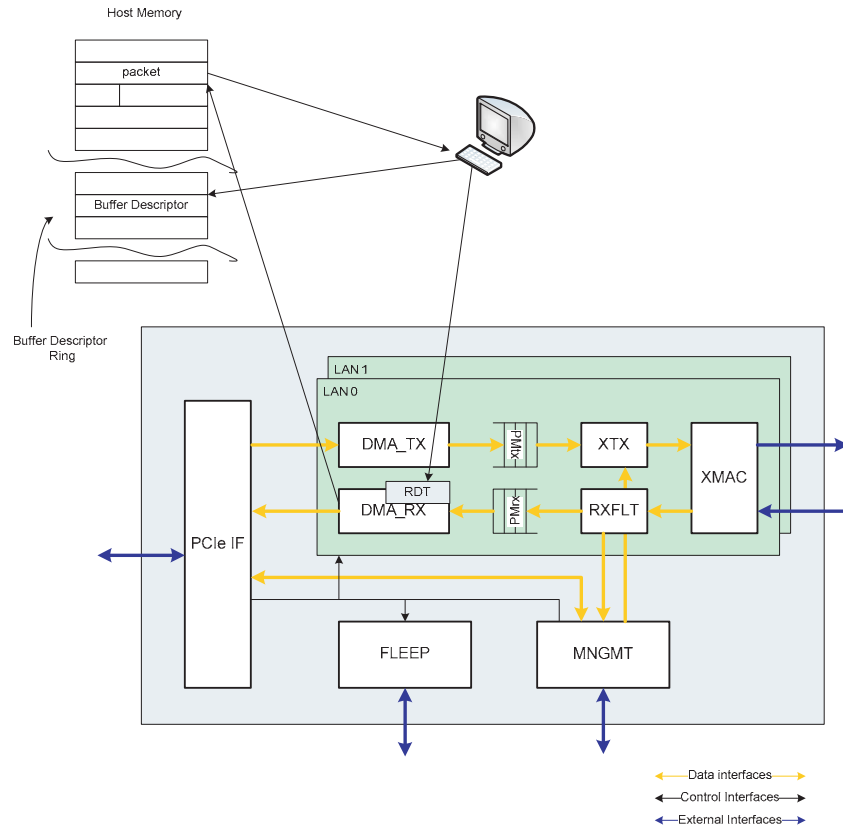 Host Memory
packet
Buffer Descriptor
Buffer Descriptor
Ring
LAN 1
LAN 0
DMA_TX
PMtx
XTX
XMAC
RDT
DMA_RX
PMrx
RXFLT
PCIe IF
FLEEP
MNGMT
Data interfaces
Control Interfaces
External Interfaces